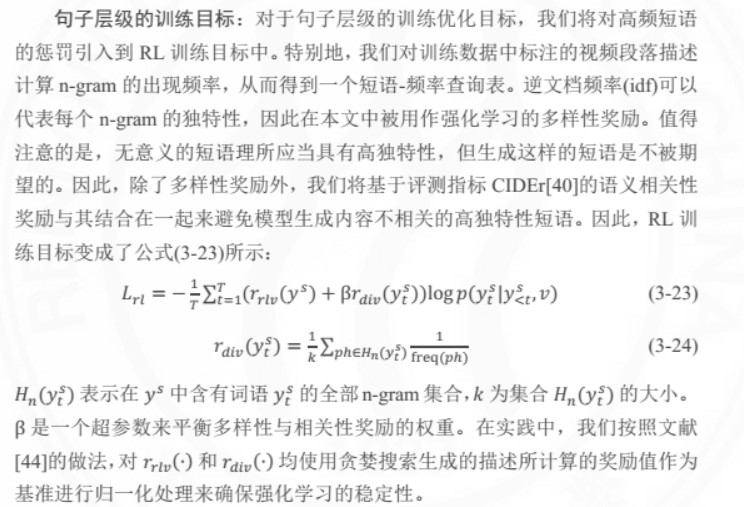 句子层级的训练目标：对于句子层级的训练优化目标，我们将对高频短语
的惩罚引入到 RL 训练目标中。特别地，我们对训练数据中标注的视频段落描述
计算 n-gram 的出现频率，从而得到一个短语-频率查询表。逆文档频率(idf)可以
代表每个 n-gram 的独特性，因此在本文中被用作强化学习的多样性奖励。值得
注意的是，无意义的短语理所应当具有高独特性，但生成这样的短语是不被期
望的。因此，除了多样性奖励外，我们将基于评测指标 CIDEr[40]的语义相关性
奖励与其结合在一起来避免模型生成内容不相关的高独特性短语。因此，RL 训
练目标变成了公式(3-23)所示：
$L_{rl} = -\frac{1}{T}\sum_{t=1}^{T}(r_{rlv}(y^s) + βr_{div}(y_t^s))\log p(y_t^s|y_{<t}^s, v)$ (3-23)
$r_{div}(y_t^s) = \frac{1}{k}\sum_{ph∈H_n(y_t^s)}\frac{1}{\text{freq}(ph)}$ (3-24)
$H_n(y_t^s)$ 表示在 $y^s$ 中含有词语 $y_t^s$ 的全部 n-gram 集合，$k$ 为集合 $H_n(y_t^s)$ 的大小。
β 是一个超参数来平衡多样性与相关性奖励的权重。在实践中，我们按照文献
[44]的做法，对 $r_{rlv}(·)$ 和 $r_{div}(·)$ 均使用贪婪搜索生成的描述所计算的奖励值作为
基准进行归一化处理来确保强化学习的稳定性。